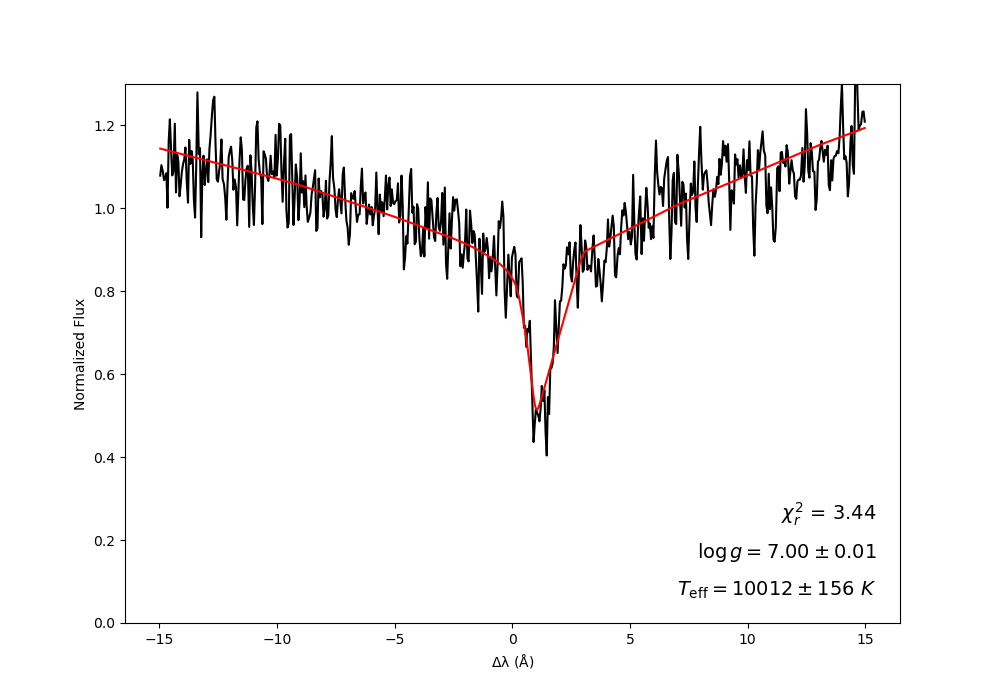 1.2
1.0
0.8
0.6
0.4
0.2
0.0
Normalized Flux
χ²ᵣ = 3.44
log g = 7.00 ± 0.01
T_eff = 10012 ± 156 K
−15
−10
−5
0
5
10
15
Δλ (Å)